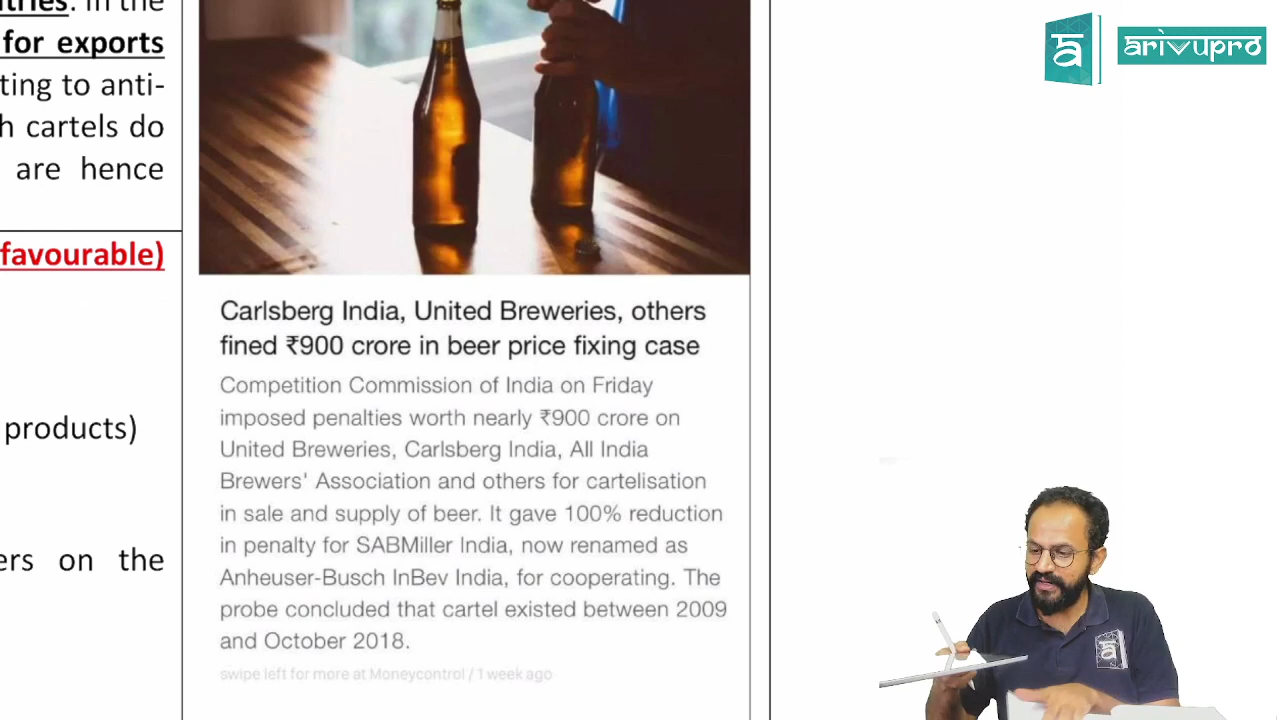 ntries. In the
for exports
ting to anti-
h cartels do
are hence
favourable)
products)
ers on the
Carlsberg India, United Breweries, others
fined ₹900 crore in beer price fixing case
Competition Commission of India on Friday
imposed penalties worth nearly ₹900 crore on
United Breweries, Carlsberg India, All India
Brewers' Association and others for cartelisation
in sale and supply of beer. It gave 100% reduction
in penalty for SABMiller India, now renamed as
Anheuser-Busch InBev India, for cooperating. The
probe concluded that cartel existed between 2009
and October 2018.
swipe left for more at Moneycontrol / 1 week ago
arivupro